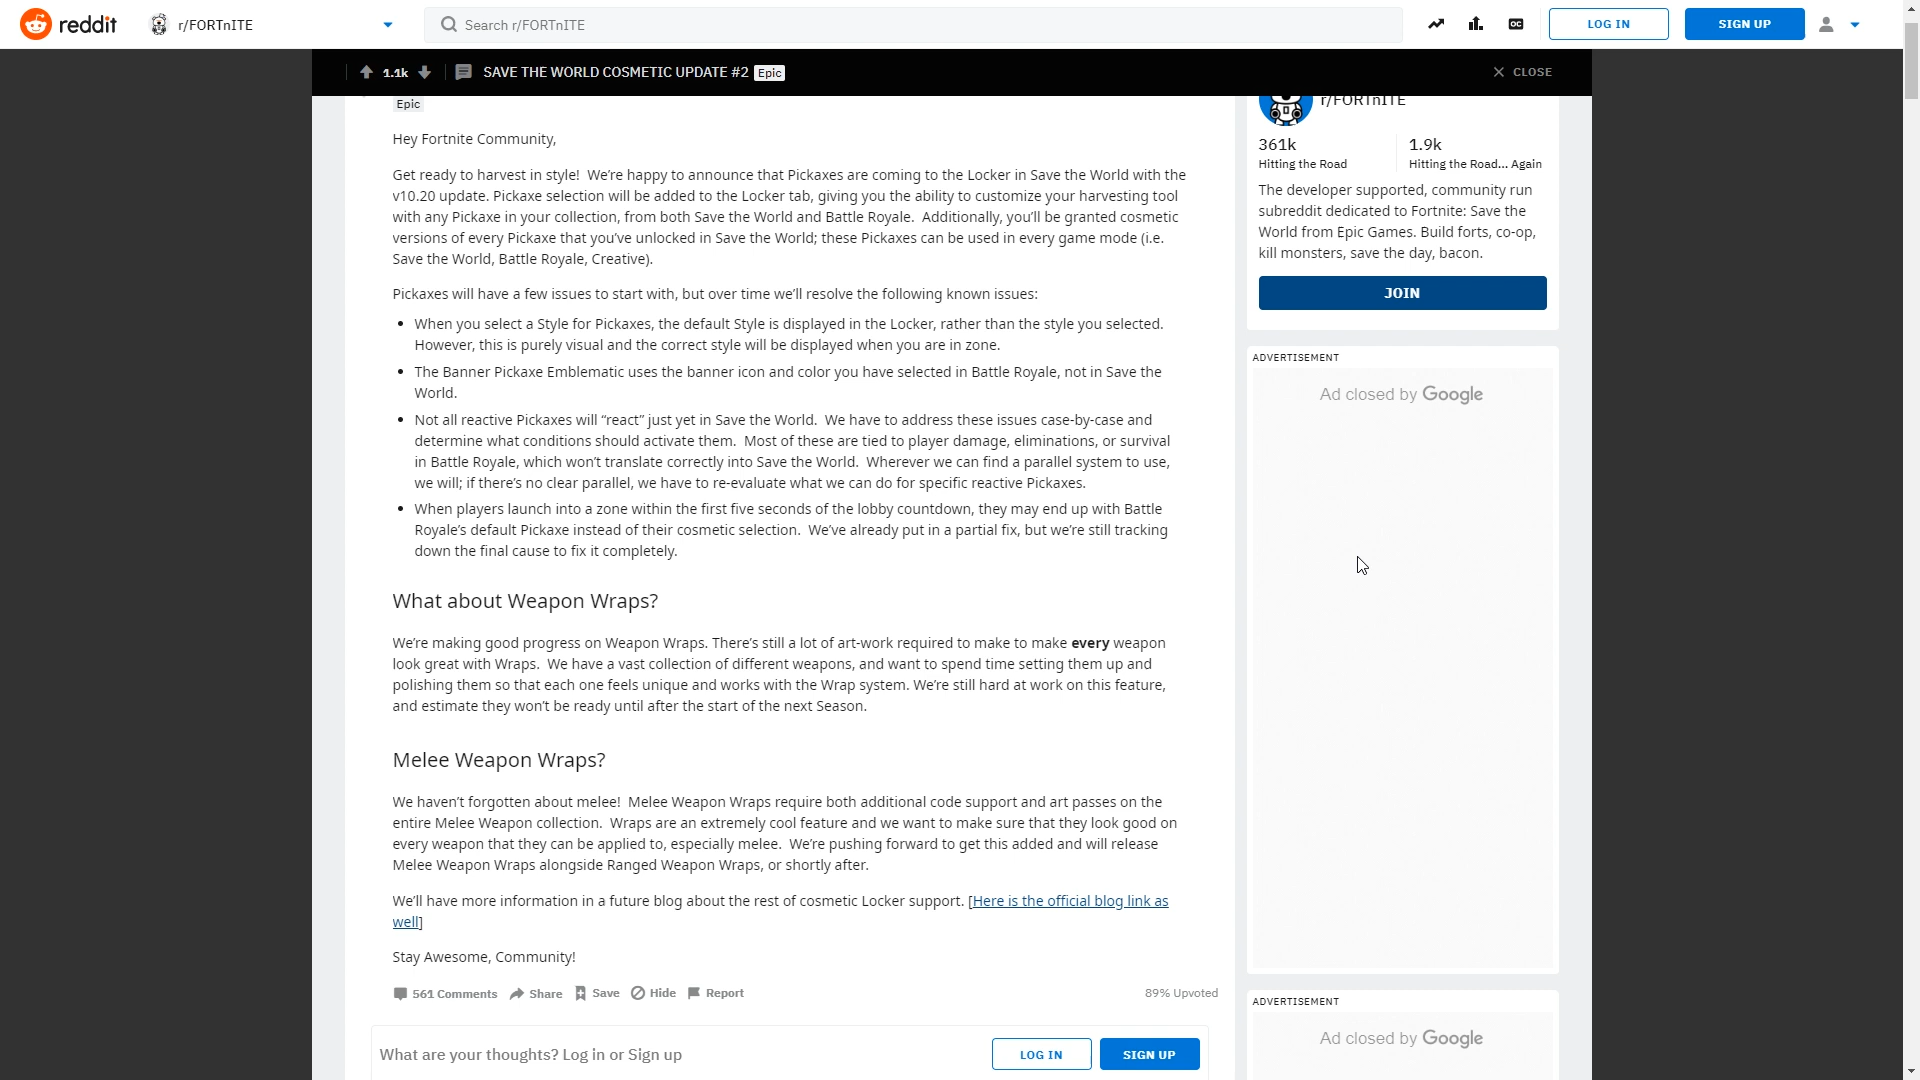 reddit
r/FORTnITE
Search r/FORTnITE
LOG IN
SIGN UP
1.1k
SAVE THE WORLD COSMETIC UPDATE #2 Epic
CLOSE
Epic
Hey Fortnite Community,
Get ready to harvest in style!  We're happy to announce that Pickaxes are coming to the Locker in Save the World with the
v10.20 update. Pickaxe selection will be added to the Locker tab, giving you the ability to customize your harvesting tool
with any Pickaxe in your collection, from both Save the World and Battle Royale.  Additionally, you'll be granted cosmetic
versions of every Pickaxe that you've unlocked in Save the World; these Pickaxes can be used in every game mode (i.e.
Save the World, Battle Royale, Creative).
Pickaxes will have a few issues to start with, but over time we'll resolve the following known issues:
• When you select a Style for Pickaxes, the default Style is displayed in the Locker, rather than the style you selected.
However, this is purely visual and the correct style will be displayed when you are in zone.
• The Banner Pickaxe Emblematic uses the banner icon and color you have selected in Battle Royale, not in Save the
World.
• Not all reactive Pickaxes will “react” just yet in Save the World.  We have to address these issues case-by-case and
determine what conditions should activate them.  Most of these are tied to player damage, eliminations, or survival
in Battle Royale, which won't translate correctly into Save the World.  Wherever we can find a parallel system to use,
we will; if there's no clear parallel, we have to re-evaluate what we can do for specific reactive Pickaxes.
• When players launch into a zone within the first five seconds of the lobby countdown, they may end up with Battle
Royale's default Pickaxe instead of their cosmetic selection.  We've already put in a partial fix, but we're still tracking
down the final cause to fix it completely.
What about Weapon Wraps?
We're making good progress on Weapon Wraps. There's still a lot of art-work required to make to make every weapon
look great with Wraps.  We have a vast collection of different weapons, and want to spend time setting them up and
polishing them so that each one feels unique and works with the Wrap system. We're still hard at work on this feature,
and estimate they won't be ready until after the start of the next Season.
Melee Weapon Wraps?
We haven't forgotten about melee!  Melee Weapon Wraps require both additional code support and art passes on the
entire Melee Weapon collection.  Wraps are an extremely cool feature and we want to make sure that they look good on
every weapon that they can be applied to, especially melee.  We're pushing forward to get this added and will release
Melee Weapon Wraps alongside Ranged Weapon Wraps, or shortly after.
We'll have more information in a future blog about the rest of cosmetic Locker support. [Here is the official blog link as
well]
Stay Awesome, Community!
561 Comments Share Save Hide Report
89% Upvoted
What are your thoughts? Log in or Sign up
LOG IN
SIGN UP
r/FORTnITE
361k
Hitting the Road
1.9k
Hitting the Road... Again
The developer supported, community run
subreddit dedicated to Fortnite: Save the
World from Epic Games. Build forts, co-op,
kill monsters, save the day, bacon.
JOIN
ADVERTISEMENT
Ad closed by Google
ADVERTISEMENT
Ad closed by Google